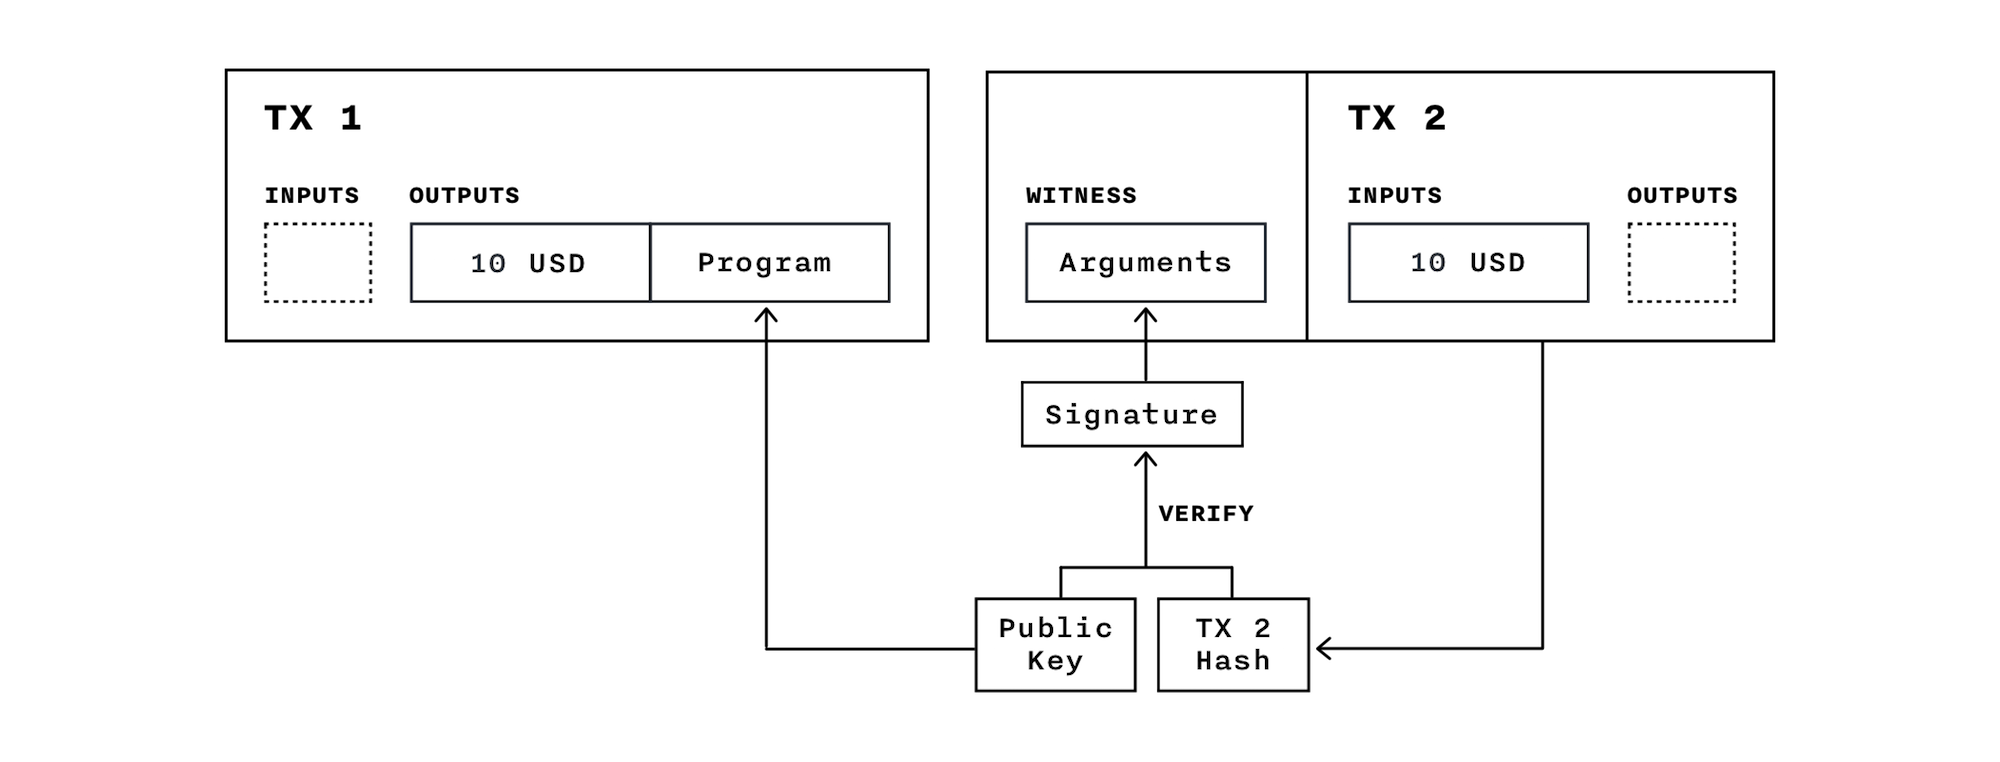 TX 1
INPUTS
OUTPUTS
10 USD
Program
TX 2
WITNESS
INPUTS
OUTPUTS
Arguments
10 USD
Signature
VERIFY
Public
Key
TX 2
Hash